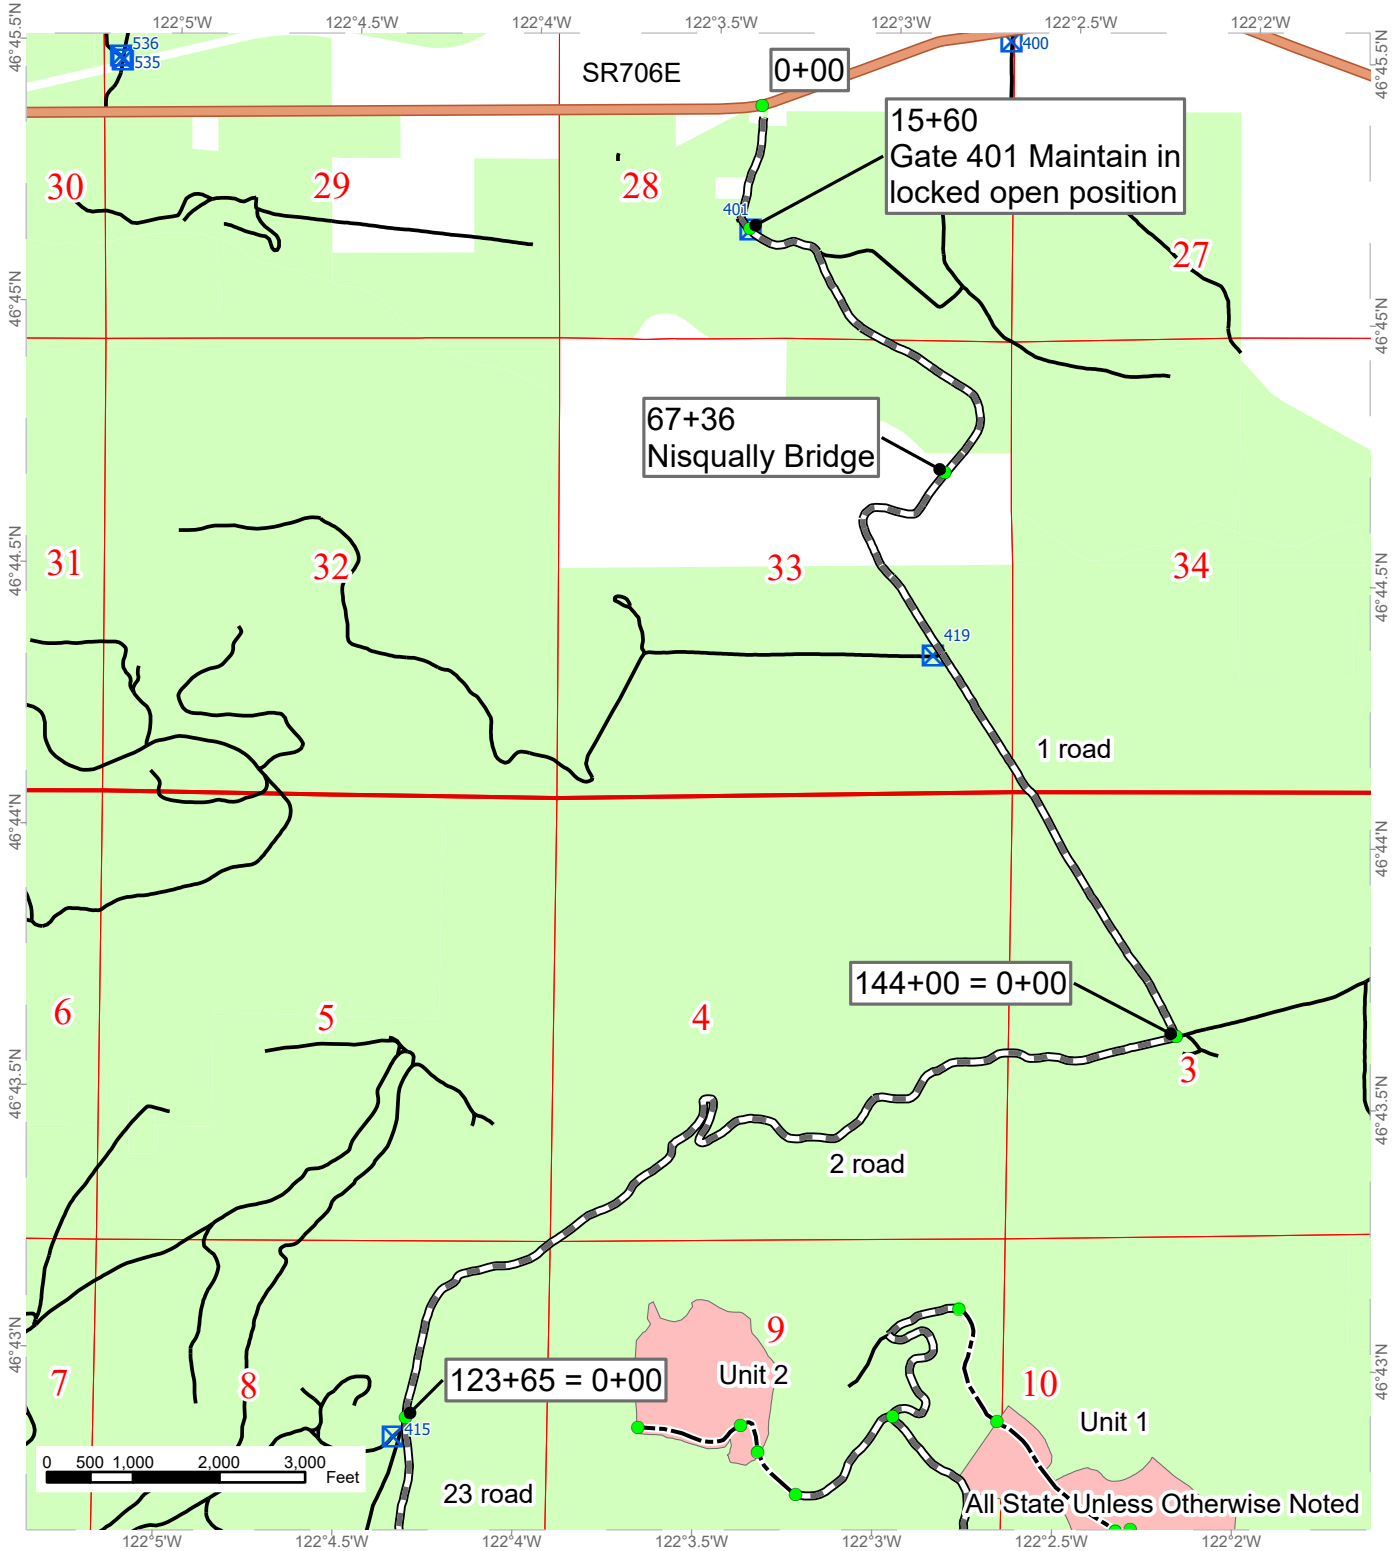 122°5'W 122°4.5'W 122°4'W 122°3.5'W 122°3'W 122°2.5'W 122°2'W
46°45.5'N
46°45.5'N
536
535
400
SR706E
0+00
15+60
Gate 401 Maintain in
locked open position
30
29
28
401
27
46°45'N
46°45'N
67+36
Nisqually Bridge
46°44.5'N
46°44.5'N
31
32
33
34
419
1 road
46°44'N
46°44'N
144+00 = 0+00
6
5
4
3
46°43.5'N
46°43.5'N
2 road
9
46°43'N
46°43'N
7
8
123+65 = 0+00
Unit 2
10
Unit 1
415
0 500 1,000 2,000 3,000
Feet
23 road
All State Unless Otherwise Noted
122°5'W 122°4.5'W 122°4'W 122°3.5'W 122°3'W 122°2.5'W 122°2'W